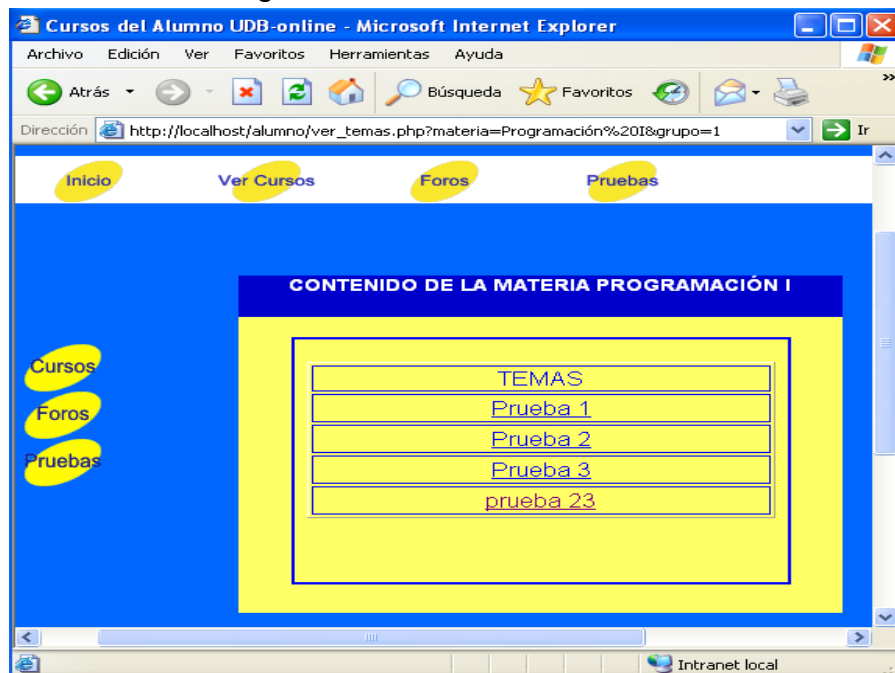 Cursos del Alumno UDB-online - Microsoft Internet Explorer
Archivo Edición Ver Favoritos Herramientas Ayuda
Atrás Búsqueda Favoritos »
Dirección http://localhost/alumno/ver_temas.php?materia=Programación%20I&grupo=1 Ir
Inicio Ver Cursos Foros Pruebas
CONTENIDO DE LA MATERIA PROGRAMACIÓN I
Cursos
Foros
Pruebas
TEMAS
Prueba 1
Prueba 2
Prueba 3
prueba 23
Intranet local